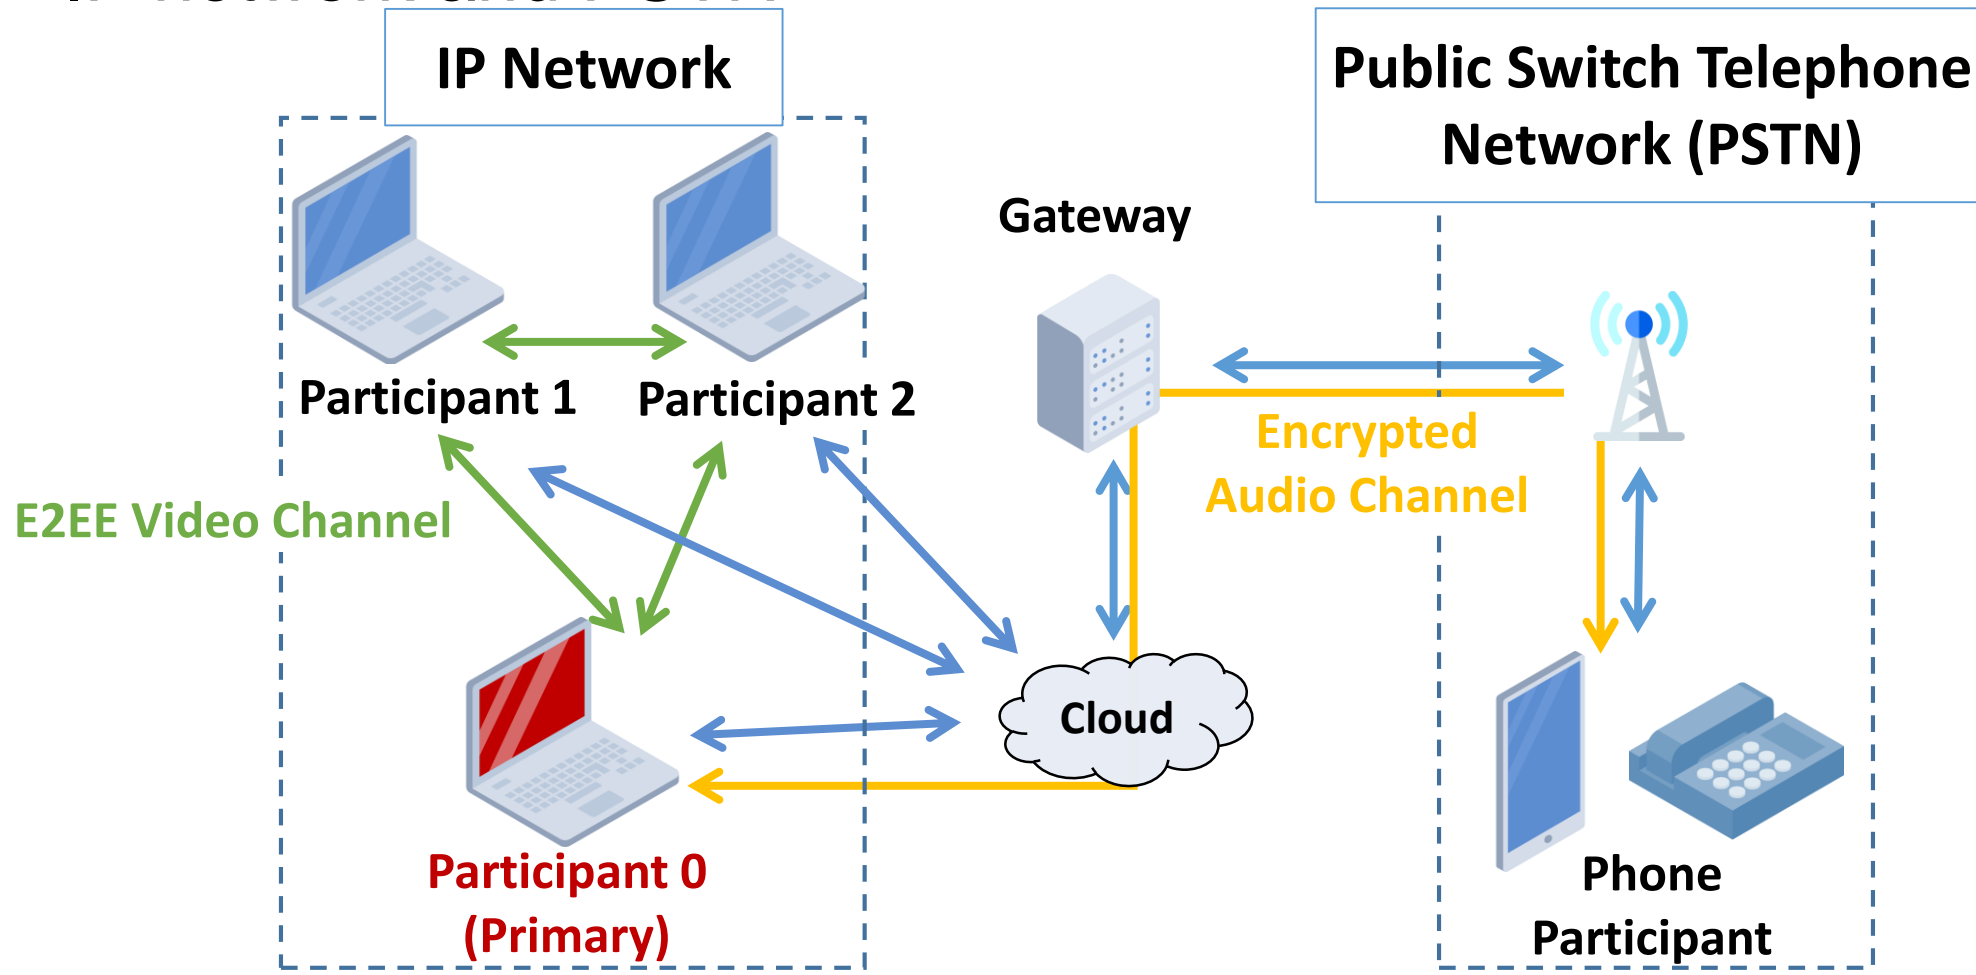 IP Network
Public Switch Telephone
Network (PSTN)
Gateway
Participant 1
Participant 2
Encrypted
Audio Channel
E2EE Video Channel
Cloud
Participant 0
(Primary)
Phone
Participant